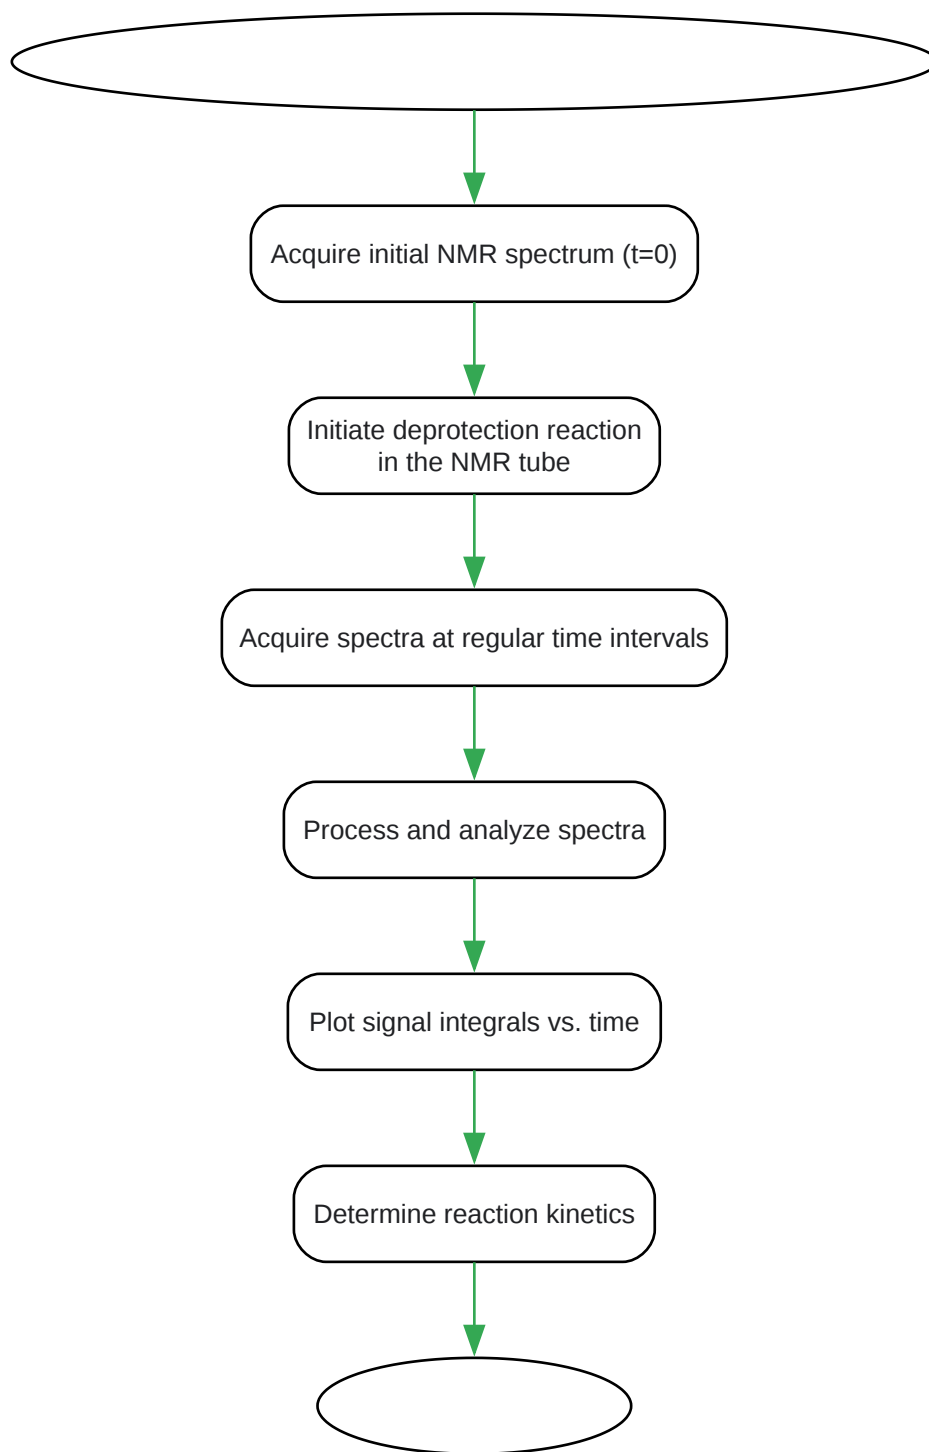 Acquire initial NMR spectrum (t=0)
Initiate deprotection reaction
in the NMR tube
Acquire spectra at regular time intervals
Process and analyze spectra
Plot signal integrals vs. time
Determine reaction kinetics